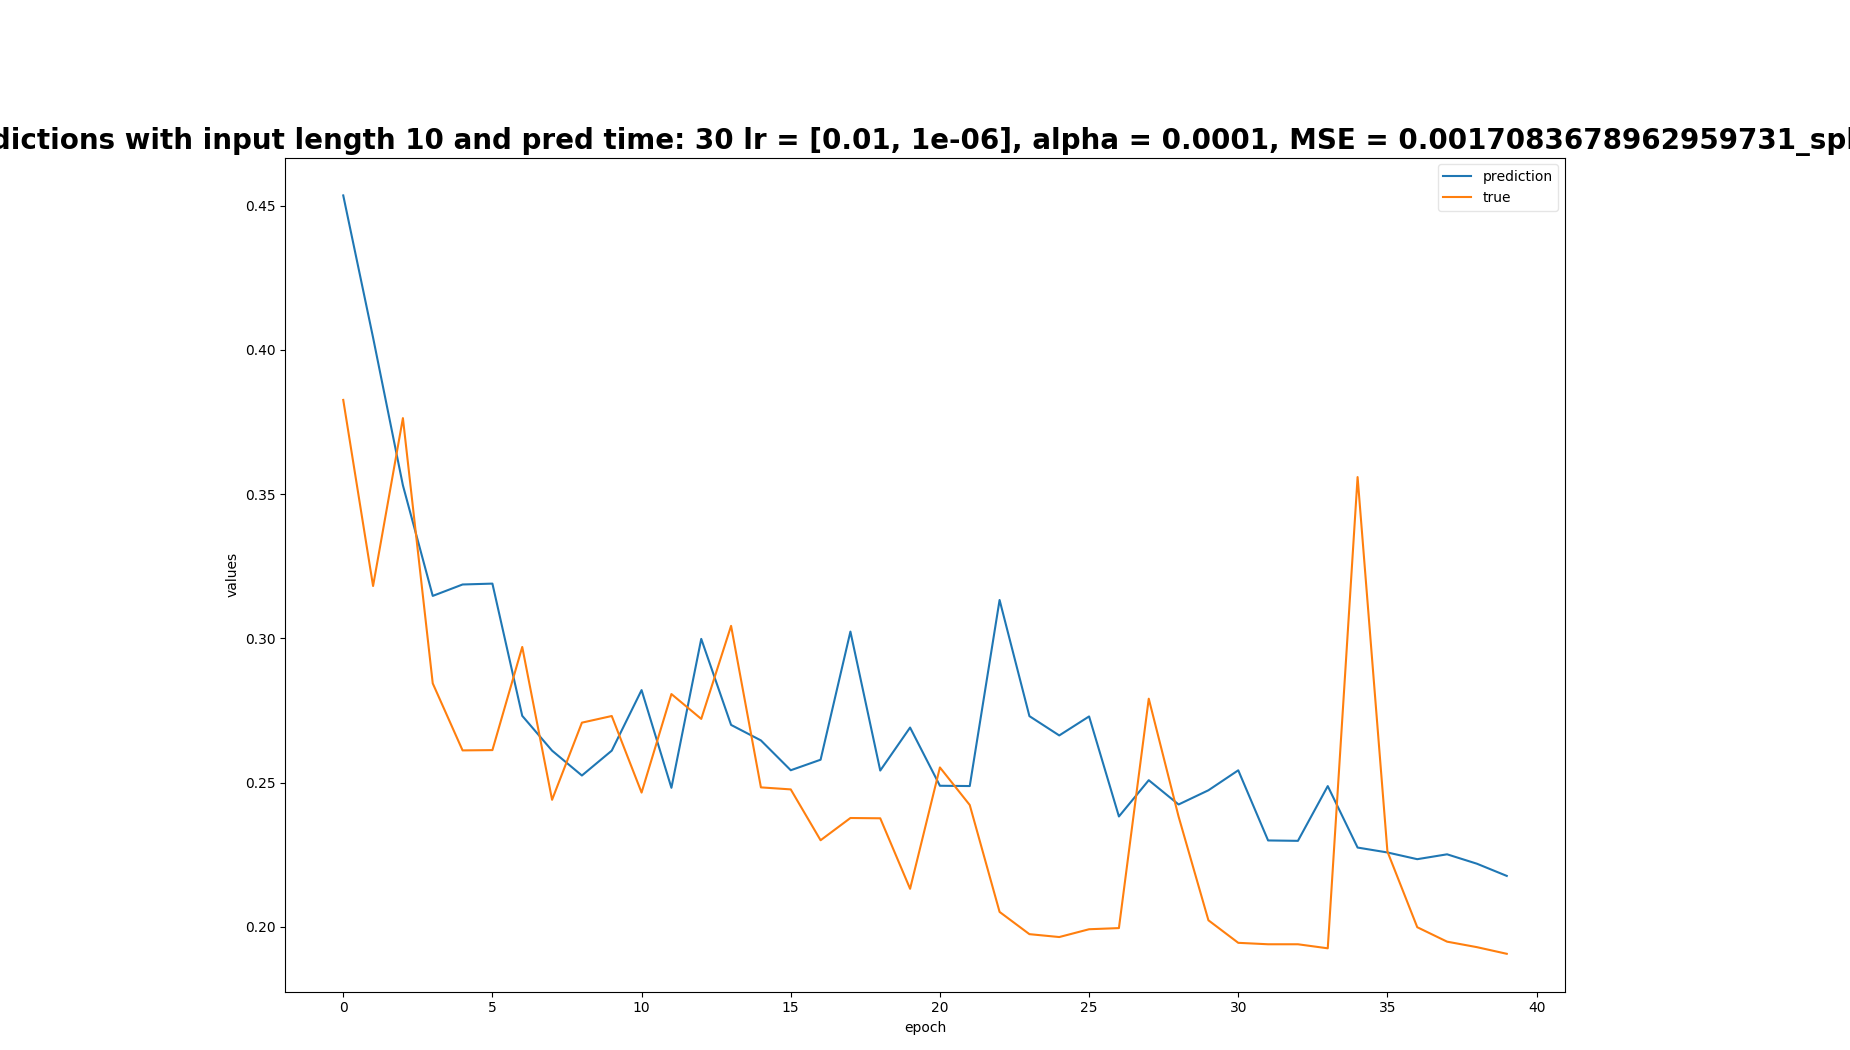 dictions with input length 10 and pred time: 30 lr = [0.01, 1e-06], alpha = 0.0001, MSE = 0.0017083678962959731_spl
prediction
true
0.45
0.40
0.35
0.30
0.25
0.20
values
0 5 10 15 20 25 30 35 40
epoch